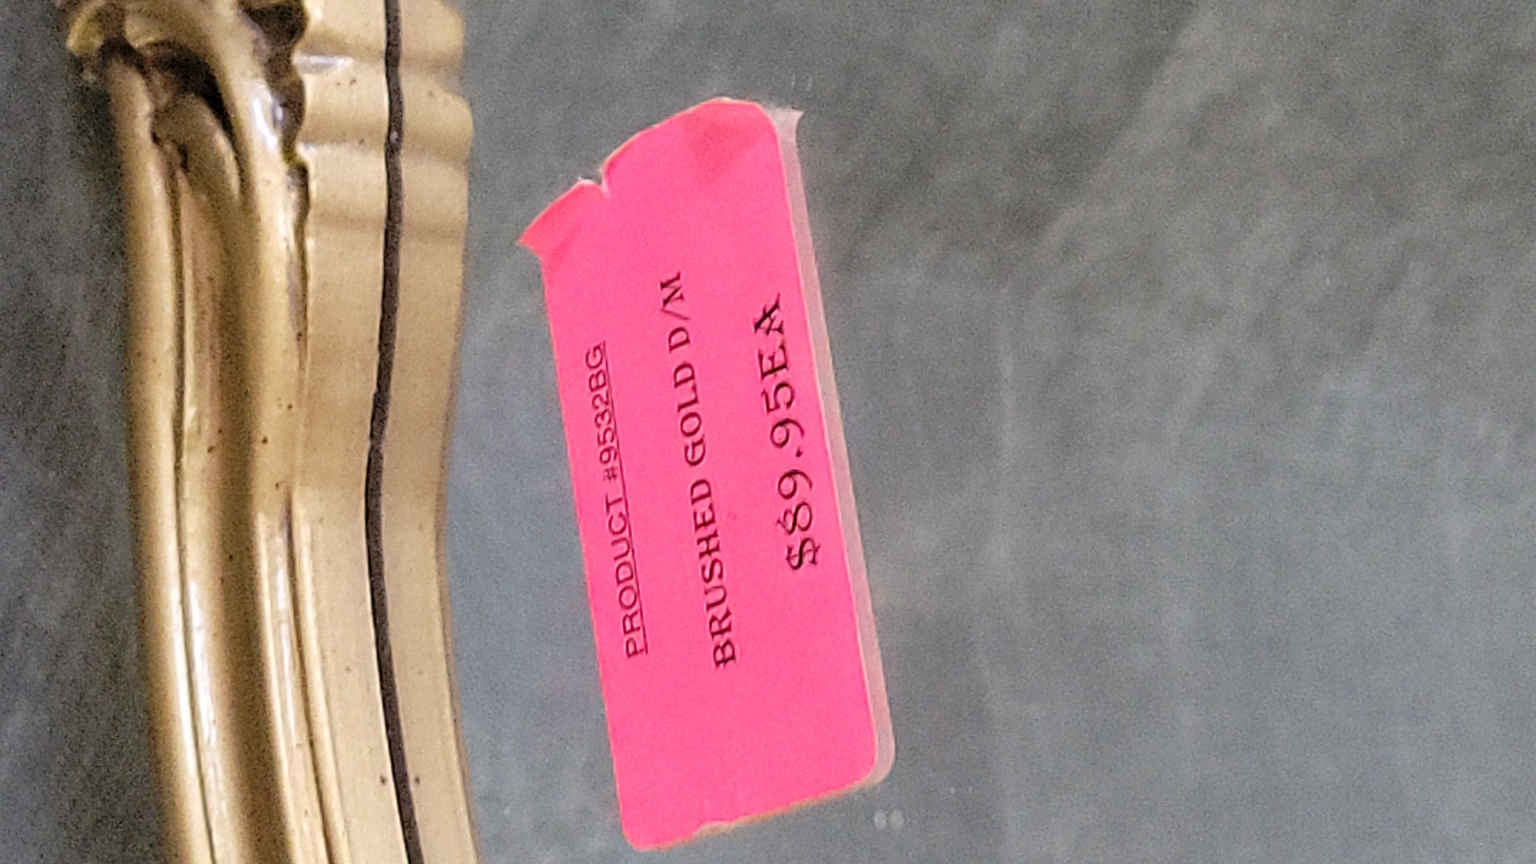 PRODUCT #9532BG
BRUSHED GOLD D/M
$89.95EA